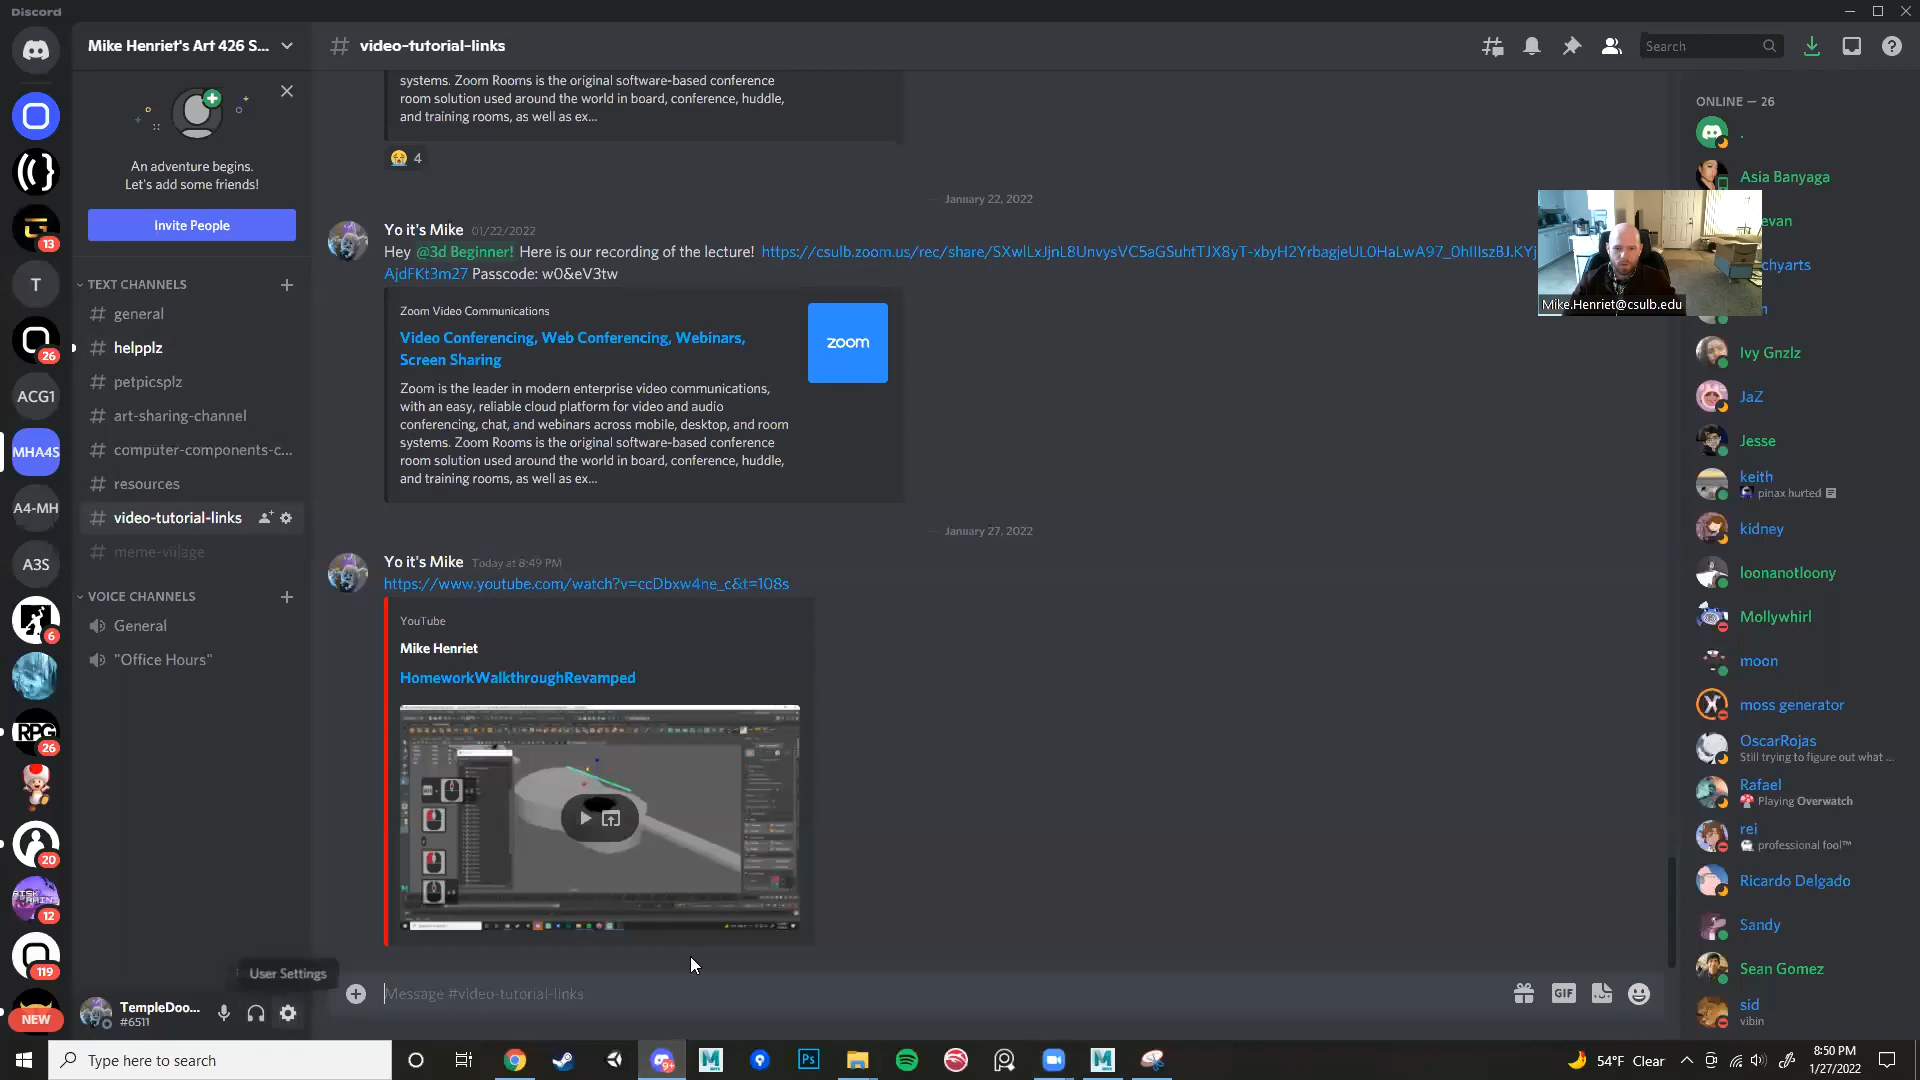 Discord
Mike Henriet's Art 426 S...
video-tutorial-links
Search
An adventure begins.
Let's add some friends!
Invite People
TEXT CHANNELS
general
helpplz
petpicsplz
art-sharing-channel
computer-components-c...
resources
video-tutorial-links
VOICE CHANNELS
General
"Office Hours"
13
T
26
ACG1
MHA4S
A4-MH
A3S
6
RPG
26
20
12
119
NEW
User Settings
TempleDoo...
#6511
systems. Zoom Rooms is the original software-based conference
room solution used around the world in board, conference, huddle,
and training rooms, as well as ex...
4
January 22, 2022
Yo it's Mike 01/22/2022
Hey @3d Beginner! Here is our recording of the lecture!
AjdFKt3m27 Passcode: w0&eV3tw
Zoom Video Communications
Video Conferencing, Web Conferencing, Webinars,
Screen Sharing
zoom
Zoom is the leader in modern enterprise video communications,
with an easy, reliable cloud platform for video and audio
conferencing, chat, and webinars across mobile, desktop, and room
systems. Zoom Rooms is the original software-based conference
room solution used around the world in board, conference, huddle,
and training rooms, as well as ex...
January 27, 2022
Yo it's Mike Today at 8:49 PM
https://www.youtube.com/watch?v=ccDbxw4ne_c&t=108s
YouTube
Mike Henriet
HomeworkWalkthroughRevamped
Message #video-tutorial-links
GIF
ONLINE — 26
.
Asia Banyaga
Mike.Henriet@csulb.edu
Ivy Gnzlz
JaZ
Jesse
keith
pinax hurted
kidney
loonanotloony
Mollywhirl
moon
moss generator
OscarRojas
Still trying to figure out what ...
Rafael
Playing Overwatch
rei
professional fool™
Ricardo Delgado
Sandy
Sean Gomez
sid
vibin
Type here to search
9+
Ps
54°F Clear
8:50 PM
1/27/2022